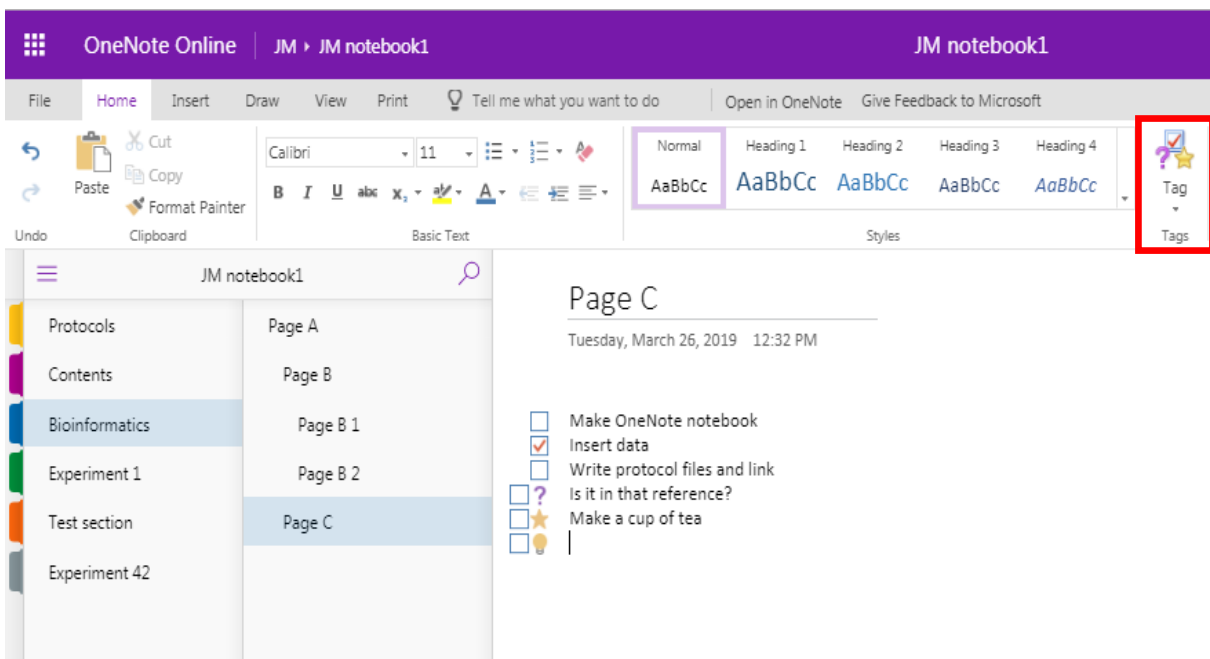 OneNote Online JM ▸ JM notebook1 JM notebook1
File Home Insert Draw View Print Tell me what you want to do Open in OneNote Give Feedback to Microsoft
Paste
Cut
Copy
Format Painter
Undo
Clipboard
Calibri 11
B I U abc x₂ A
Basic Text
Normal Heading 1 Heading 2 Heading 3 Heading 4
AaBbCc AaBbCc AaBbCc AaBbCc AaBbCc
Styles
Tag
Tags
JM notebook1
Protocols
Contents
Bioinformatics
Experiment 1
Test section
Experiment 42
Page A
Page B
Page B 1
Page B 2
Page C
Page C
Tuesday, March 26, 2019 12:32 PM
Make OneNote notebook
Insert data
Write protocol files and link
Is it in that reference?
Make a cup of tea